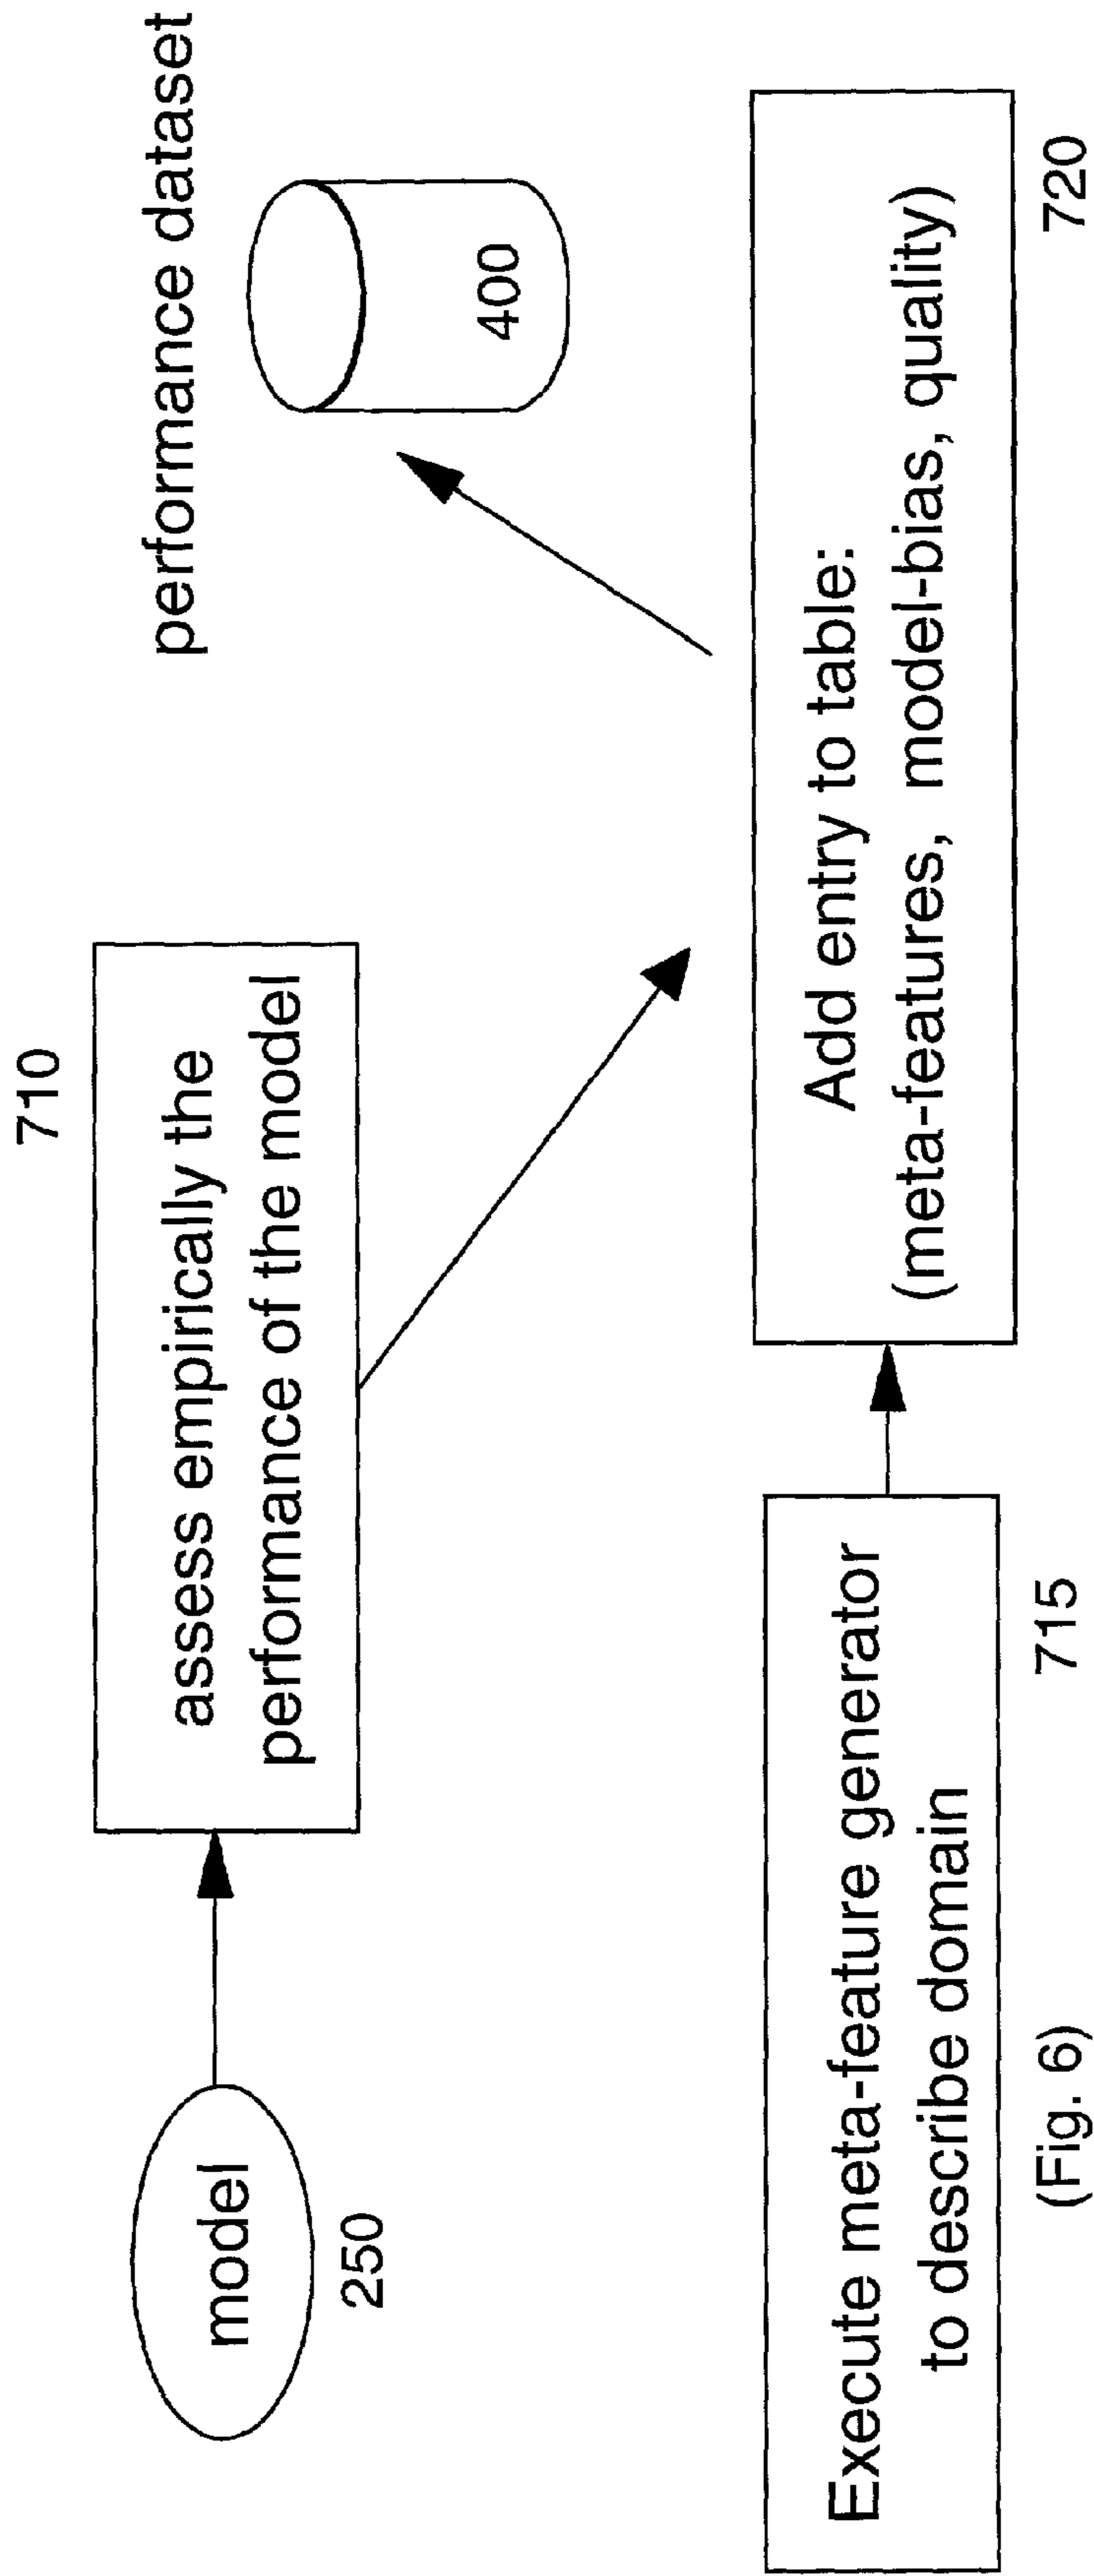 710
performance dataset
assess empirically the
performance of the model
model
250
400
Add entry to table:
(meta-features, model-bias, quality)
720
Execute meta-feature generator
to describe domain
715
(Fig. 6)